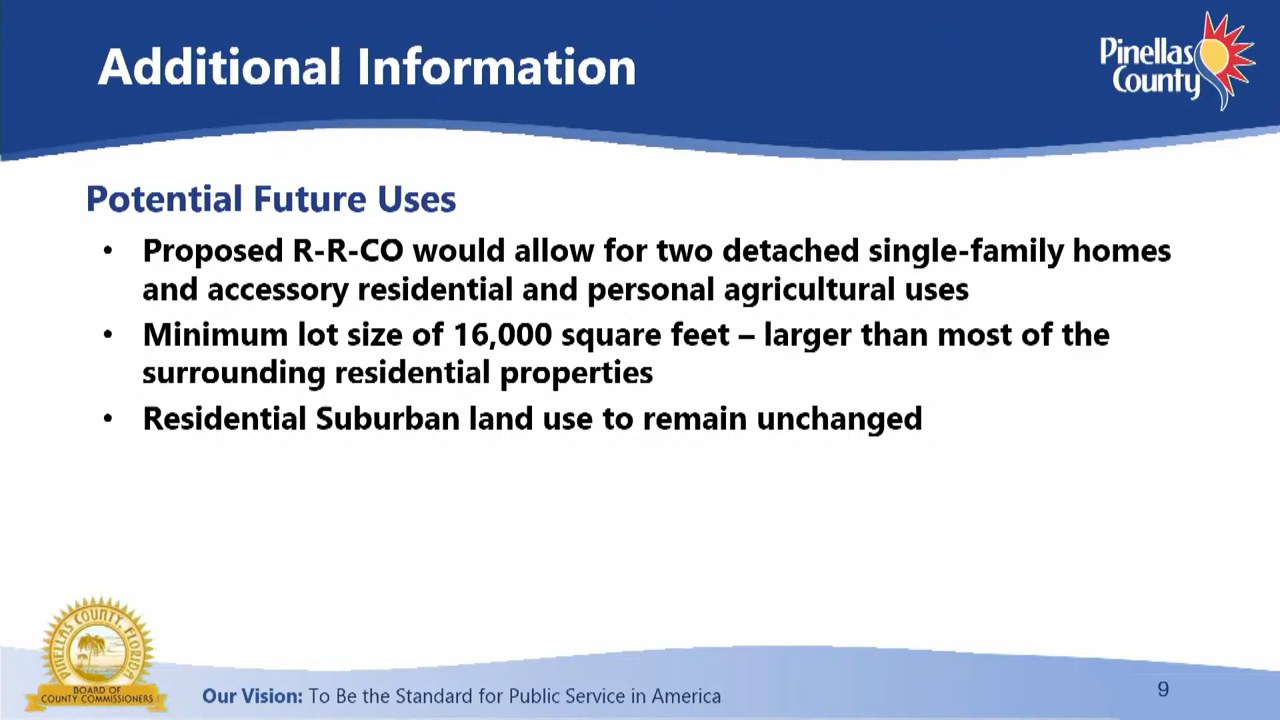 Additional Information
Pinellas
County
Potential Future Uses
• Proposed R-R-CO would allow for two detached single-family homes
and accessory residential and personal agricultural uses
• Minimum lot size of 16,000 square feet – larger than most of the
surrounding residential properties
• Residential Suburban land use to remain unchanged
PINELLAS COUNTY, FLORIDA
BOARD OF
COUNTY COMMISSIONERS
Our Vision: To Be the Standard for Public Service in America
9